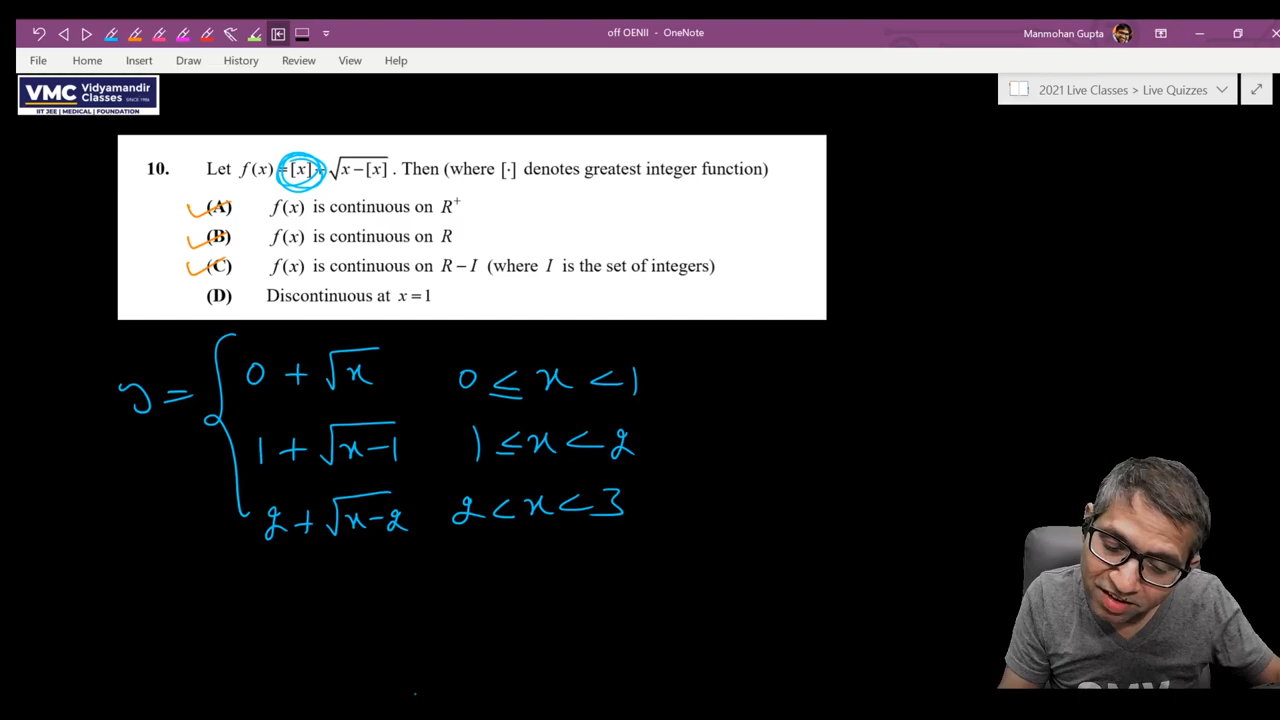 off OENII - OneNote
Manmohan Gupta
File Home Insert Draw History Review View Help
VMC Vidyamandir Classes SINCE 1986
IIT JEE | MEDICAL | FOUNDATION
2021 Live Classes > Live Quizzes
10. Let f(x) = [x] + √(x − [x]) . Then (where [·] denotes greatest integer function)
(A) f(x) is continuous on R⁺
(B) f(x) is continuous on R
(C) f(x) is continuous on R − I (where I is the set of integers)
(D) Discontinuous at x = 1
y = { 0 + √x 0 ≤ x < 1
1 + √(x−1) 1 ≤ x < 2
2 + √(x−2) 2 < x < 3